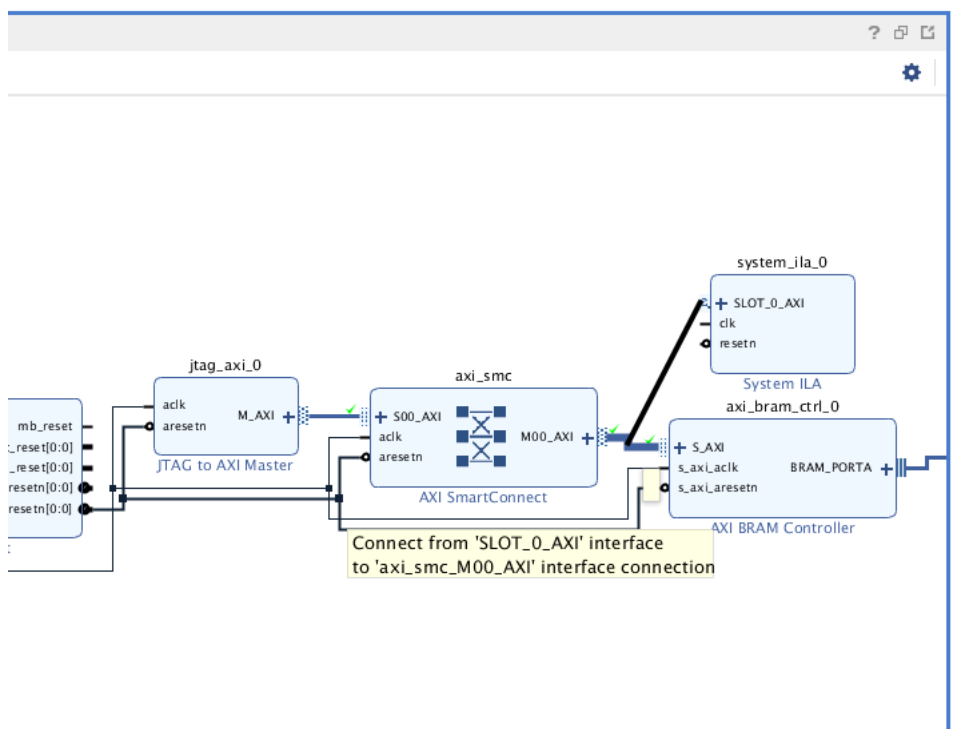 ?
system_ila_0
SLOT_0_AXI
clk
resetn
System ILA
jtag_axi_0
aclk
M_AXI
aresetn
JTAG to AXI Master
axi_smc
S00_AXI
aclk
M00_AXI
aresetn
AXI SmartConnect
axi_bram_ctrl_0
S_AXI
s_axi_aclk
BRAM_PORTA
s_axi_aresetn
AXI BRAM Controller
mb_reset
_reset[0:0]
_reset[0:0]
resetn[0:0]
resetn[0:0]
Connect from 'SLOT_0_AXI' interface
to 'axi_smc_M00_AXI' interface connection